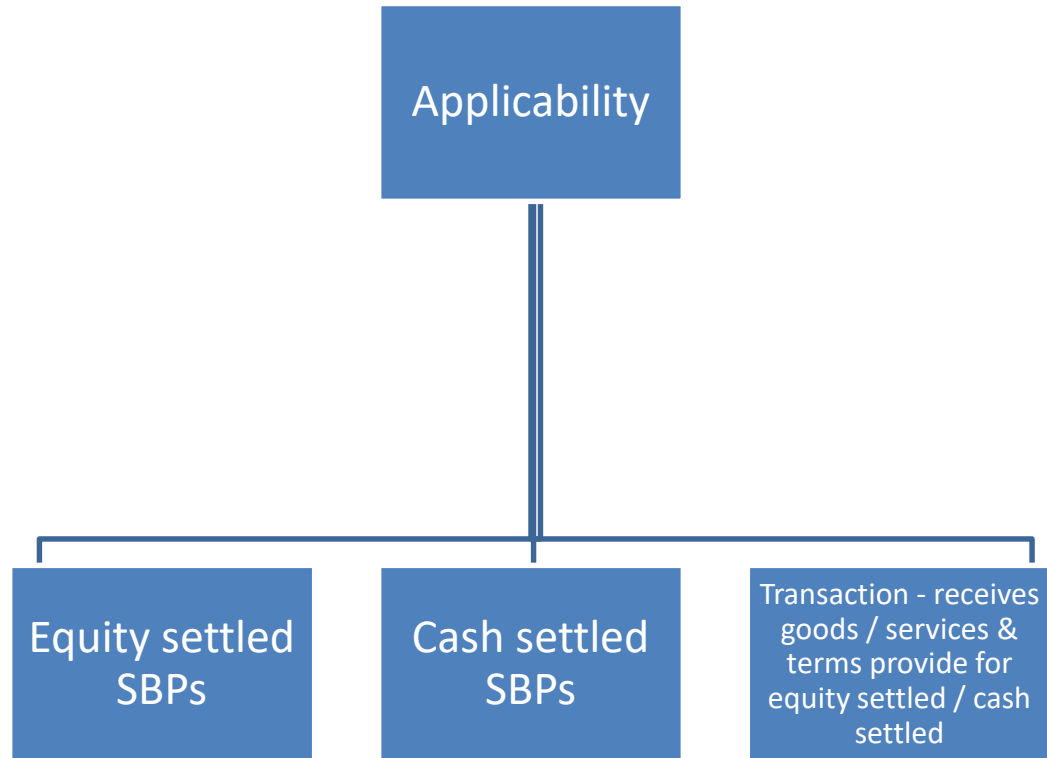 Applicability
Equity settled
SBPs
Cash settled
SBPs
Transaction - receives
goods / services &
terms provide for
equity settled / cash
settled